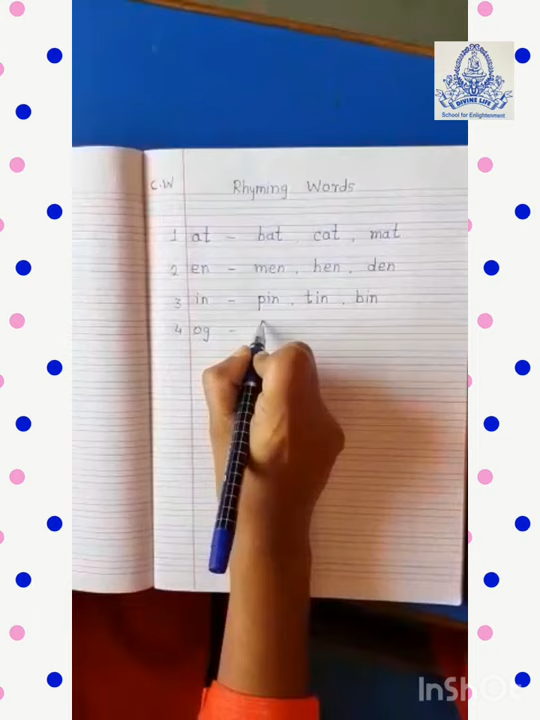 DIVINE LIFE
School for Enlightenment
C.W
Rhyming Words
1 at - bat, cat, mat
2 en - men, hen, den
3 in - pin, tin, bin
4 og -
InShOt